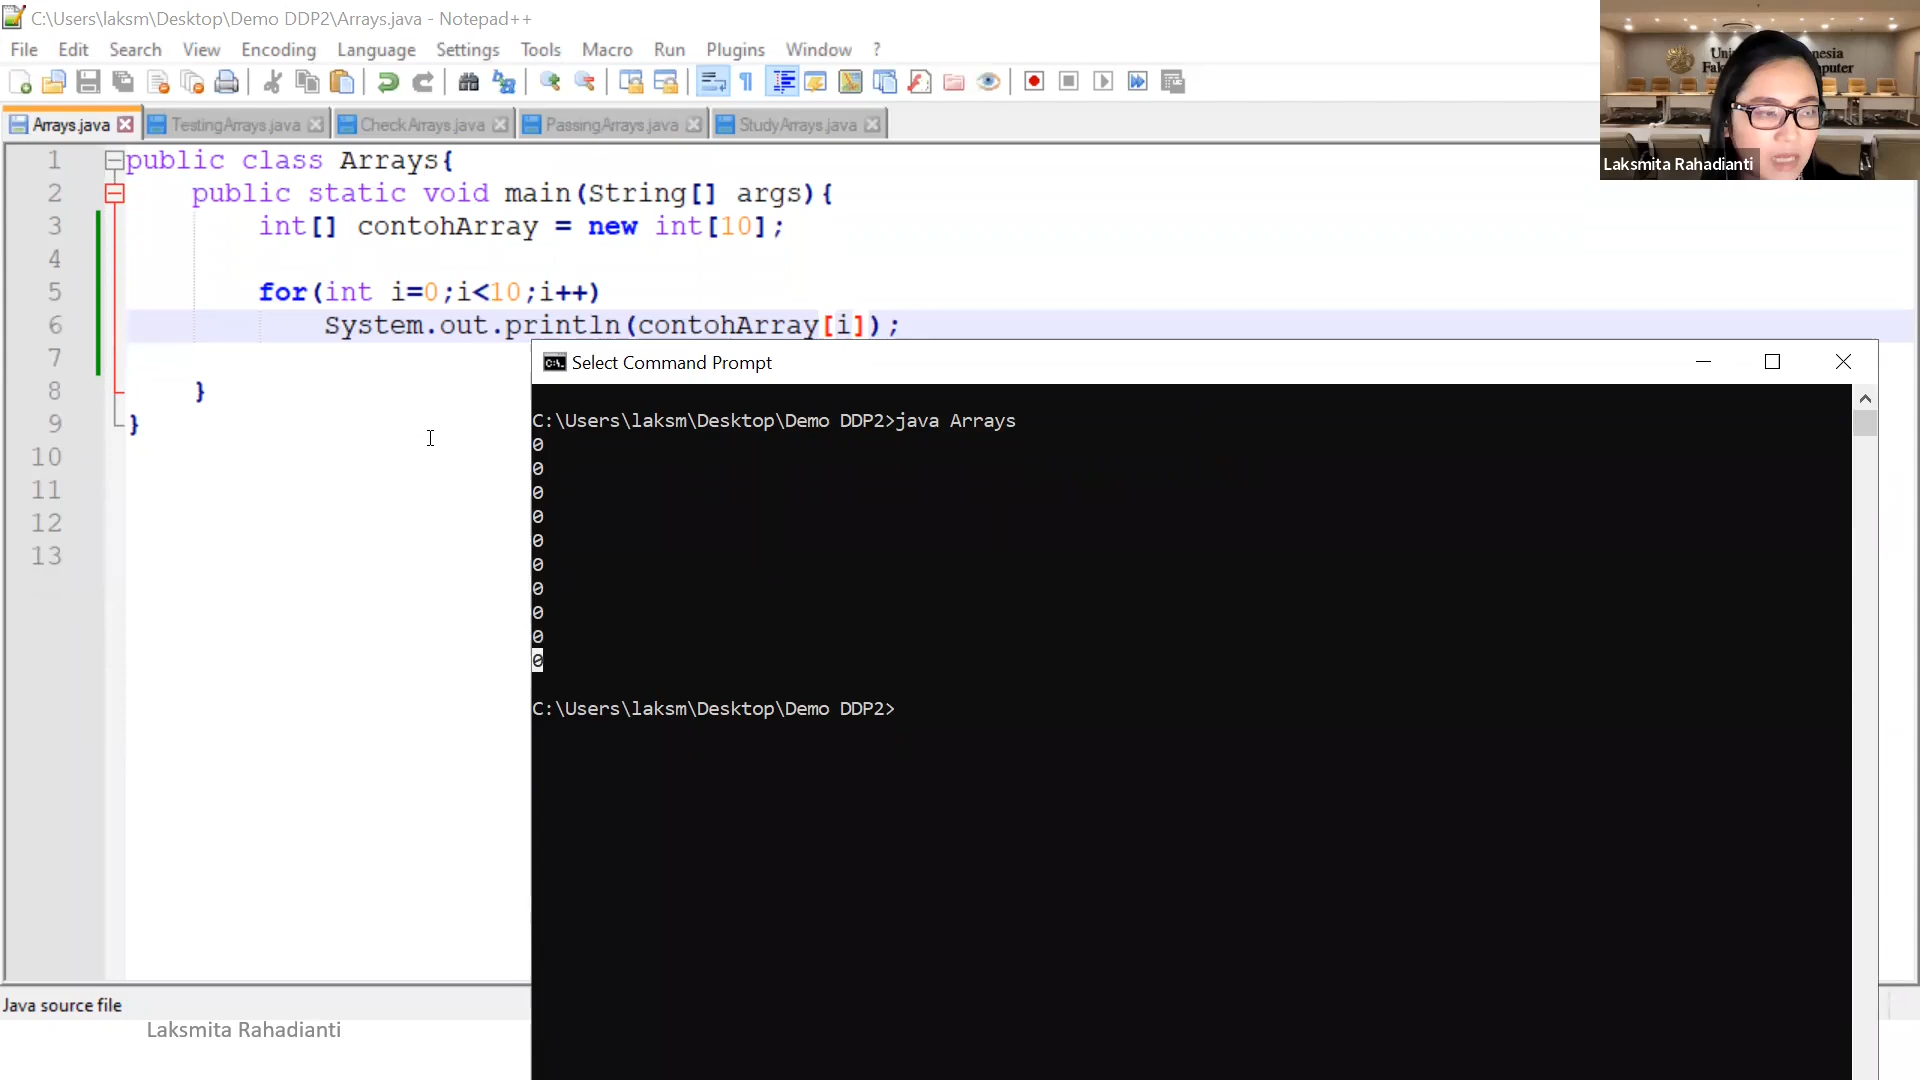 C:\Users\laksm\Desktop\Demo DDP2\Arrays.java - Notepad++
File Edit Search View Encoding Language Settings Tools Macro Run Plugins Window ?
Arrays.java TestingArrays.java CheckArrays.java PassingArrays.java StudyArrays.java
1 public class Arrays{
2 public static void main(String[] args){
3 int[] contohArray = new int[10];
4
5 for(int i=0;i<10;i++)
6 System.out.println(contohArray[i]);
7
8 }
9 }
10
11
12
13
Select Command Prompt
C:\Users\laksm\Desktop\Demo DDP2>java Arrays
0
0
0
0
0
0
0
0
0
0
C:\Users\laksm\Desktop\Demo DDP2>
Java source file
Laksmita Rahadianti
Laksmita Rahadianti